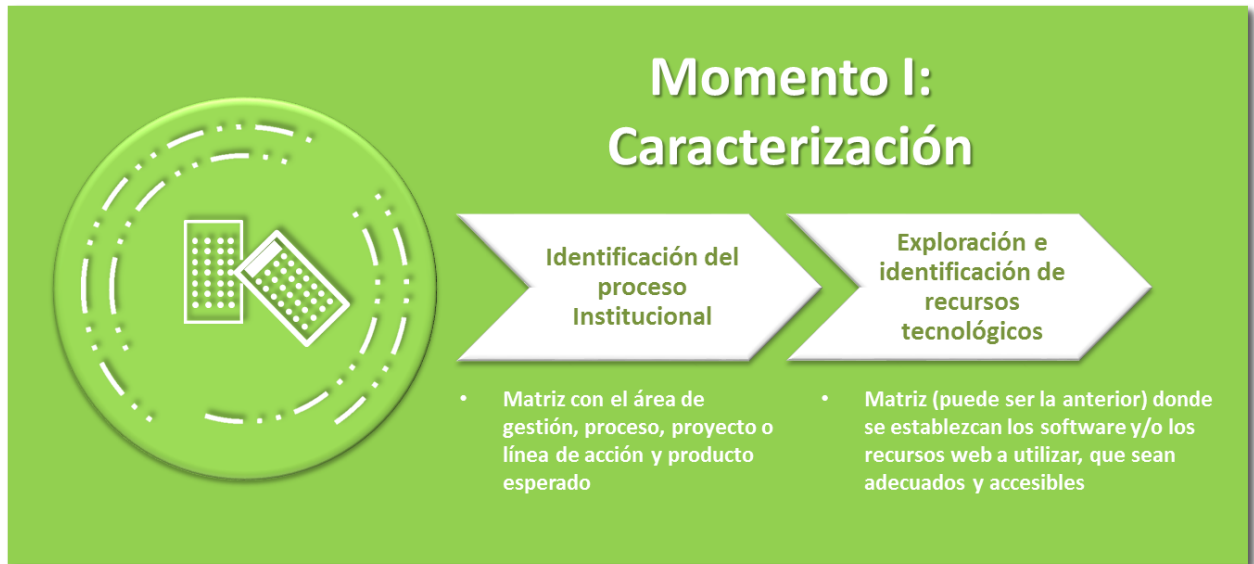 Momento I:
Caracterización
Identificación del
proceso
Institucional
Exploración e
identificación de
recursos
tecnológicos
• Matriz con el área de
gestión, proceso, proyecto o
línea de acción y producto
esperado
• Matriz (puede ser la anterior) donde
se establezcan los software y/o los
recursos web a utilizar, que sean
adecuados y accesibles